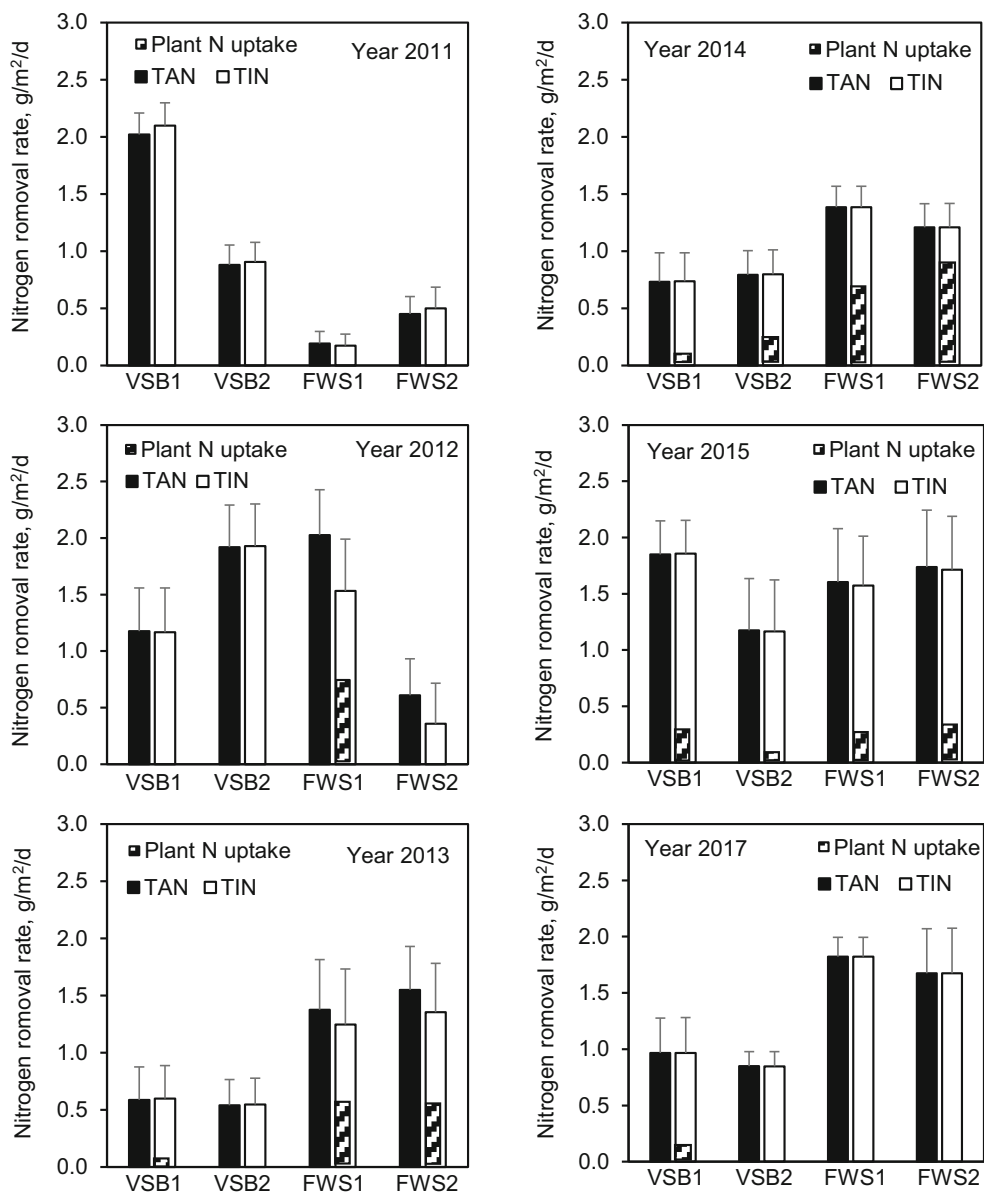 Nitrogen romoval rate, g/m²/d
3.0
2.5
2.0
1.5
1.0
0.5
0.0
Plant N uptake
Year 2011
TAN TIN
VSB1 VSB2 FWS1 FWS2
Nitrogen romoval rate, g/m²/d
3.0
2.5
2.0
1.5
1.0
0.5
0.0
Year 2014
Plant N uptake
TAN TIN
VSB1 VSB2 FWS1 FWS2
Nitrogen romoval rate, g/m²/d
3.0
2.5
2.0
1.5
1.0
0.5
0.0
Plant N uptake
Year 2012
TAN TIN
VSB1 VSB2 FWS1 FWS2
Nitrogen romoval rate, g/m²/d
3.0
2.5
2.0
1.5
1.0
0.5
0.0
Year 2015
Plant N uptake
TAN TIN
VSB1 VSB2 FWS1 FWS2
Nitrogen romoval rate, g/m²/d
3.0
2.5
2.0
1.5
1.0
0.5
0.0
Plant N uptake
Year 2013
TAN TIN
VSB1 VSB2 FWS1 FWS2
Nitrogen romoval rate, g/m²/d
3.0
2.5
2.0
1.5
1.0
0.5
0.0
Year 2017
Plant N uptake
TAN TIN
VSB1 VSB2 FWS1 FWS2